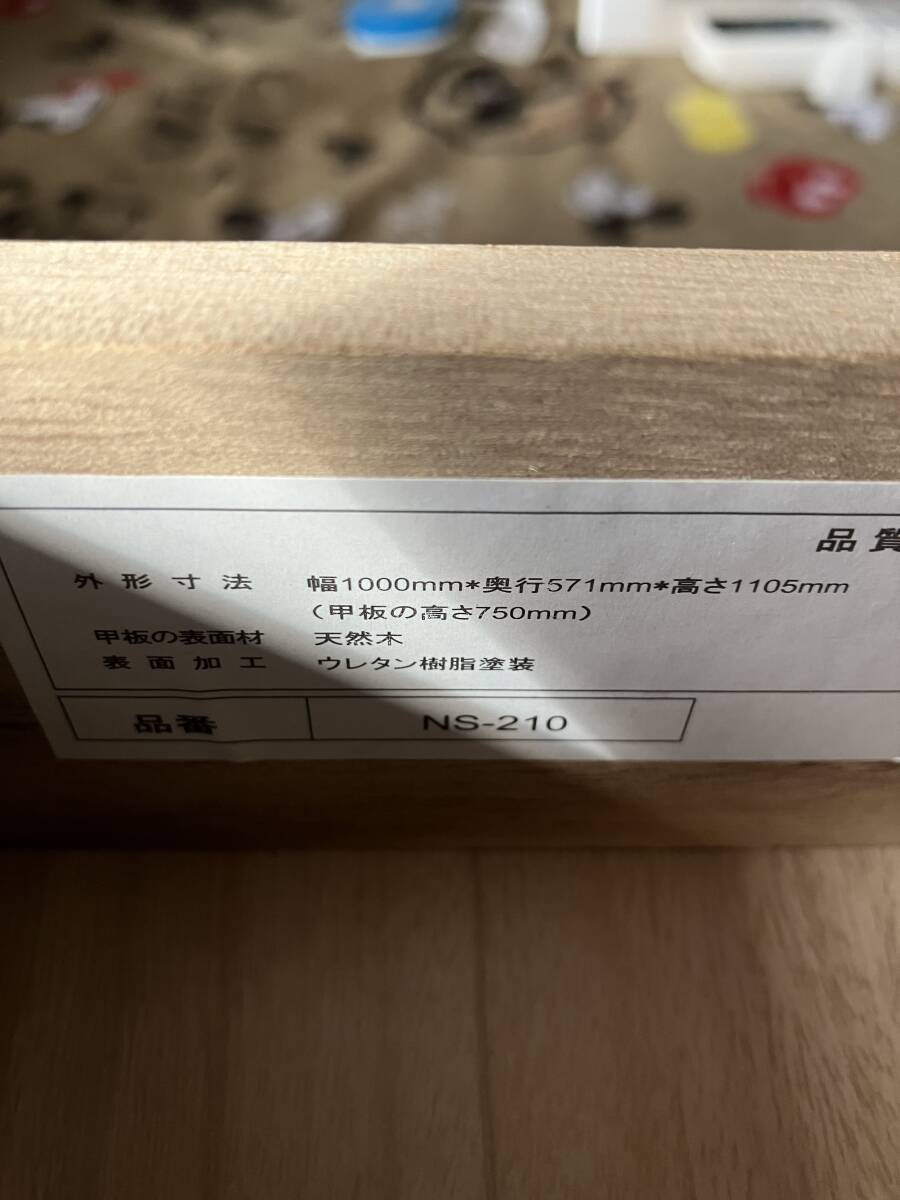 品質
外形寸法 幅1000mm*奥行571mm*高さ1105mm
（甲板の高さ750mm）
甲板の表面材 天然木
表面加工 ウレタン樹脂塗装
品番 NS-210